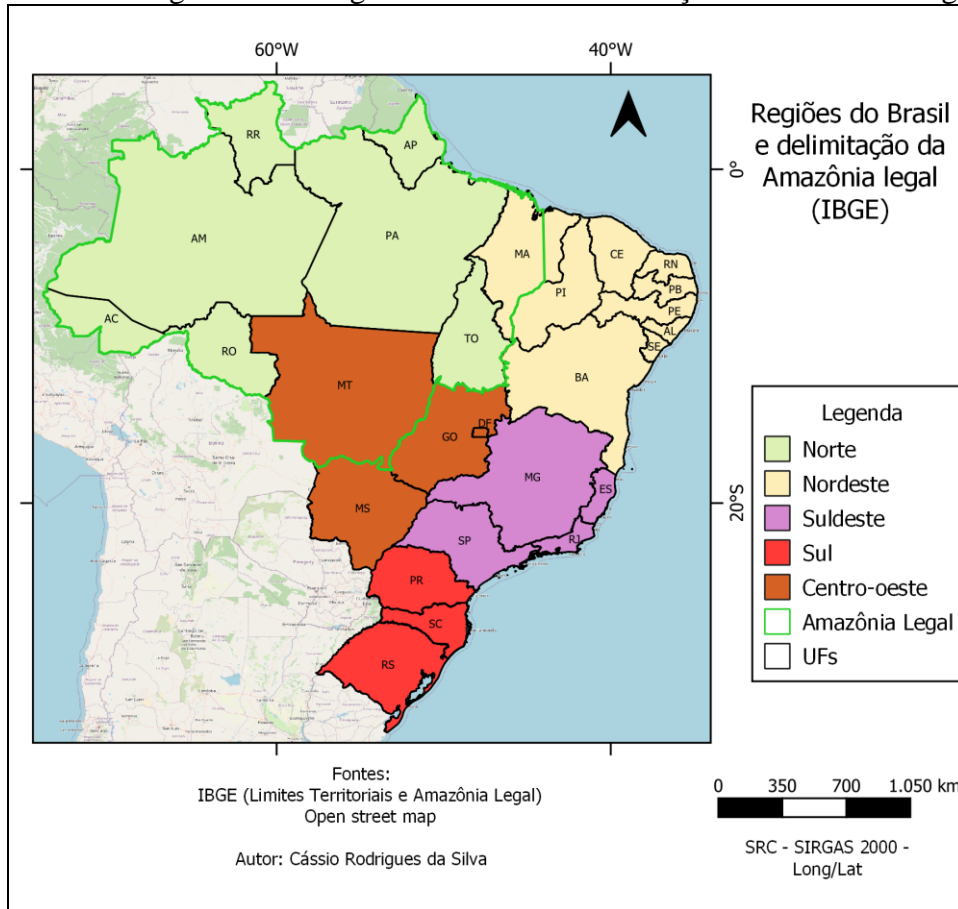 60°W 40°W
Regiões do Brasil
e delimitação da
Amazônia legal
(IBGE)
0°
20°S
RR
AP
AM
PA
MA
CE
RN
PI
PB
PE
AL
SE
AC
RO
TO
BA
MT
GO
DF
MG
ES
MS
SP
RJ
PR
SC
RS
Legenda
Norte
Nordeste
Suldeste
Sul
Centro-oeste
Amazônia Legal
UFs
Fontes:
IBGE (Limites Territoriais e Amazônia Legal)
Open street map
Autor: Cássio Rodrigues da Silva
0 350 700 1.050 km
SRC - SIRGAS 2000 -
Long/Lat